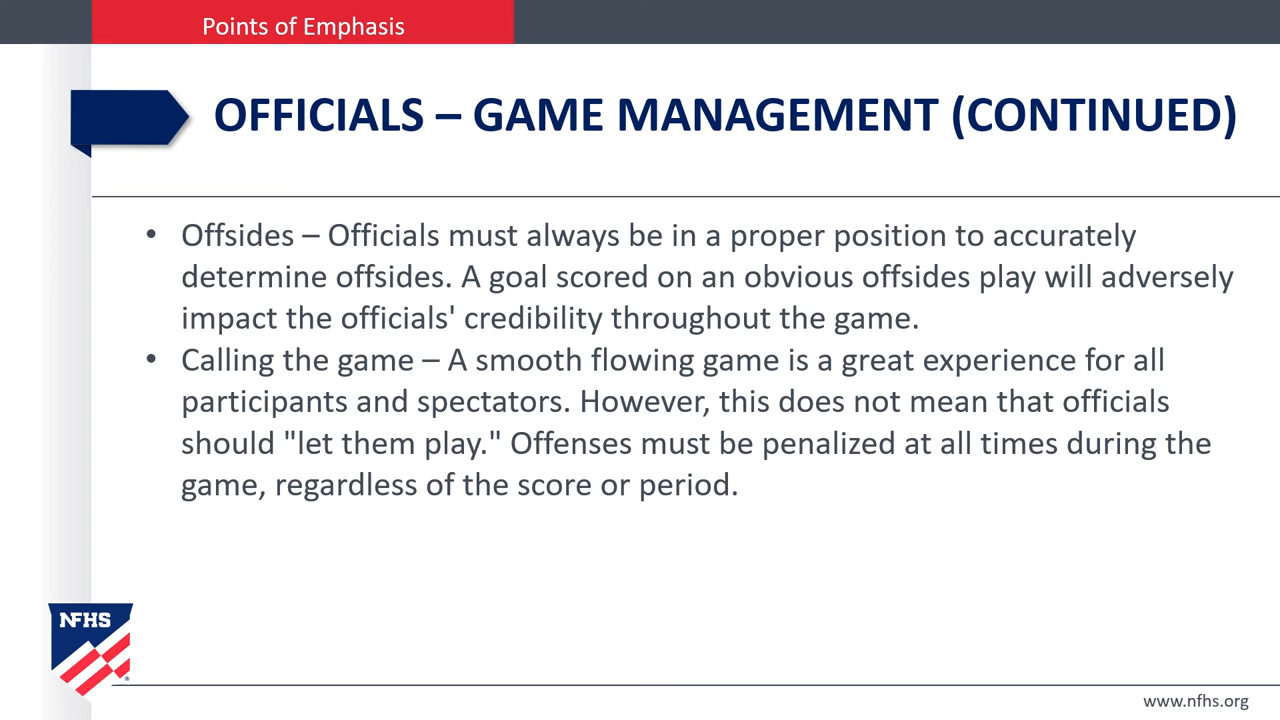 Points of Emphasis
OFFICIALS – GAME MANAGEMENT (CONTINUED)
• Offsides – Officials must always be in a proper position to accurately
determine offsides. A goal scored on an obvious offsides play will adversely
impact the officials' credibility throughout the game.
• Calling the game – A smooth flowing game is a great experience for all
participants and spectators. However, this does not mean that officials
should "let them play." Offenses must be penalized at all times during the
game, regardless of the score or period.
NFHS
®
www.nfhs.org